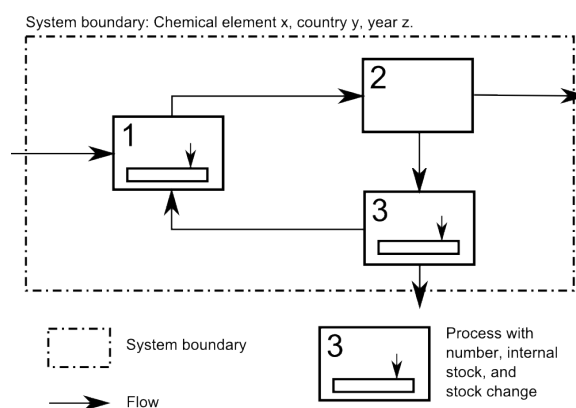 System boundary: Chemical element x, country y, year z.
2
1
3
System boundary
3
Process with
number, internal
stock, and
stock change
Flow